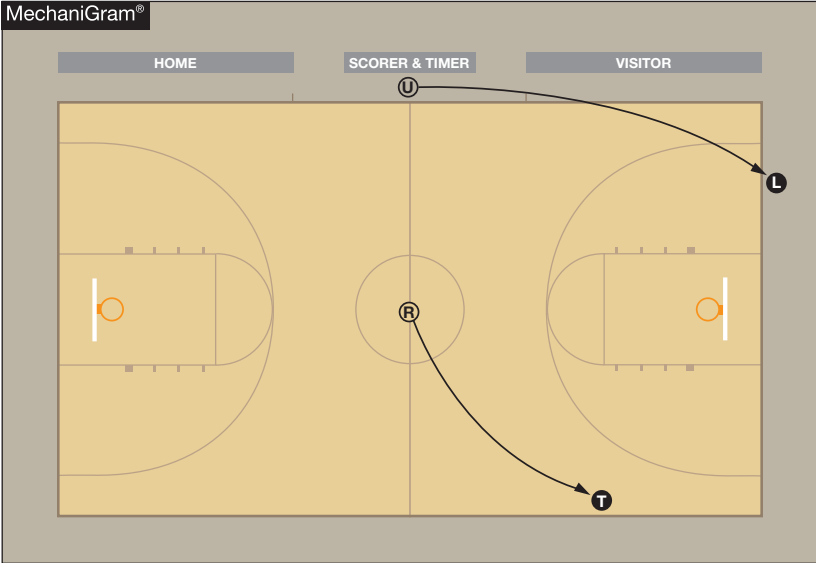 MechaniGram®
HOME
SCORER & TIMER
VISITOR
U
L
R
T